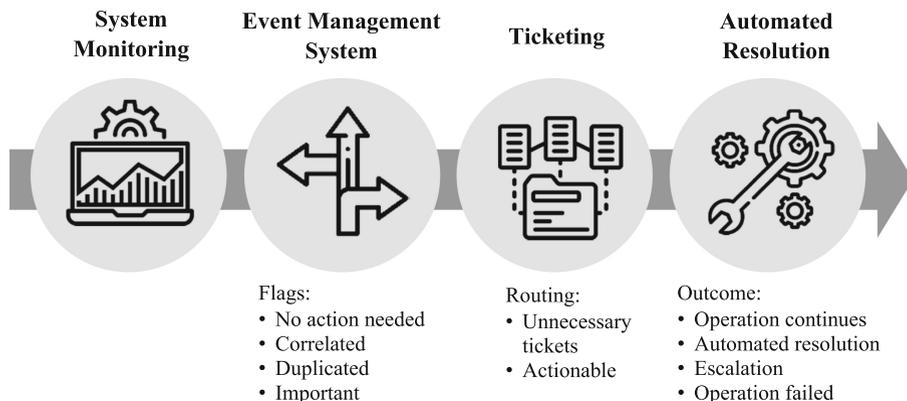 System
Monitoring
Event Management
System
Ticketing
Automated
Resolution
Flags:
• No action needed
• Correlated
• Duplicated
• Important
Routing:
• Unnecessary
tickets
• Actionable
Outcome:
• Operation continues
• Automated resolution
• Escalation
• Operation failed